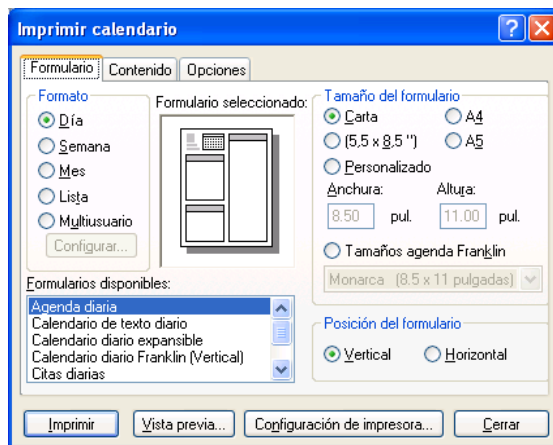 Imprimir calendario
Formulario Contenido Opciones
Formato
Día
Semana
Mes
Lista
Multiusuario
Configurar...
Formulario seleccionado:
Tamaño del formulario
Carta A4
(5,5 x 8,5 ") A5
Personalizado
Anchura: Altura:
8.50 pul. 11.00 pul.
Tamaños agenda Franklin
Monarca (8.5 x 11 pulgadas)
Formularios disponibles:
Agenda diaria
Calendario de texto diario
Calendario diario expansible
Calendario diario Franklin (Vertical)
Citas diarias
Posición del formulario
Vertical Horizontal
Imprimir Vista previa... Configuración de impresora... Cerrar